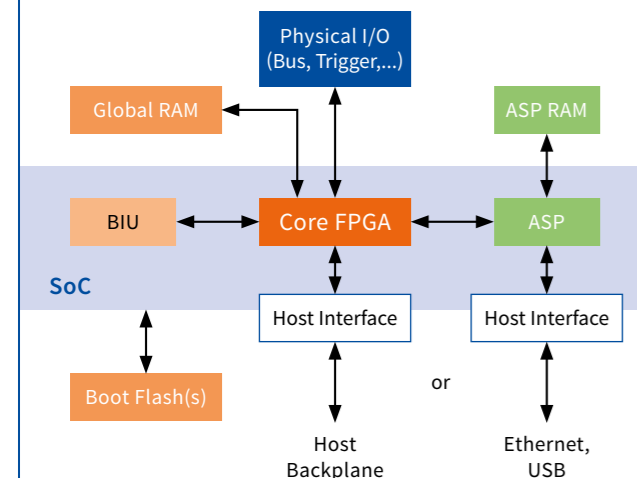 Physical I/O
(Bus, Trigger,...)
Global RAM
ASP RAM
BIU
Core FPGA
ASP
SoC
Host Interface
Host Interface
Boot Flash(s)
or
Host
Backplane
Ethernet,
USB